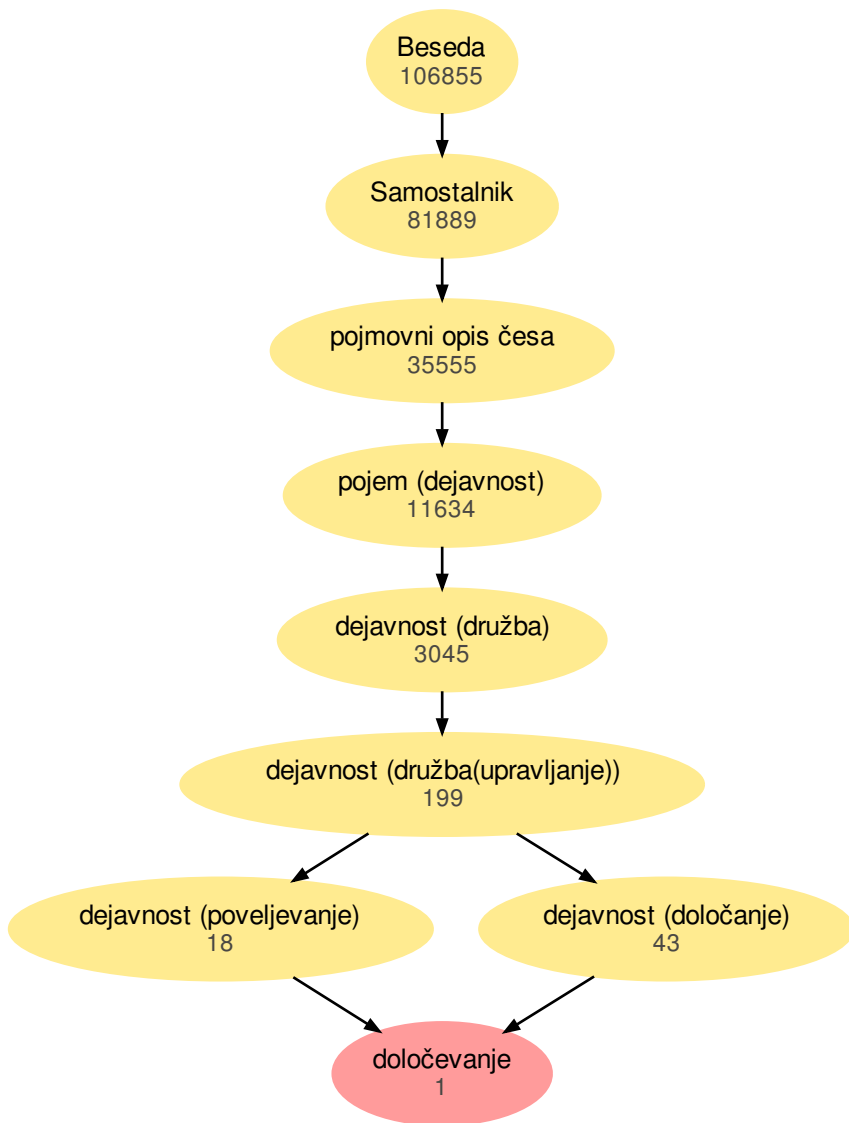 Beseda
106855
Samostalnik
81889
pojmovni opis česa
35555
pojem (dejavnost)
11634
dejavnost (družba)
3045
dejavnost (družba(upravljanje))
199
dejavnost (poveljevanje)
18
dejavnost (določanje)
43
določevanje
1